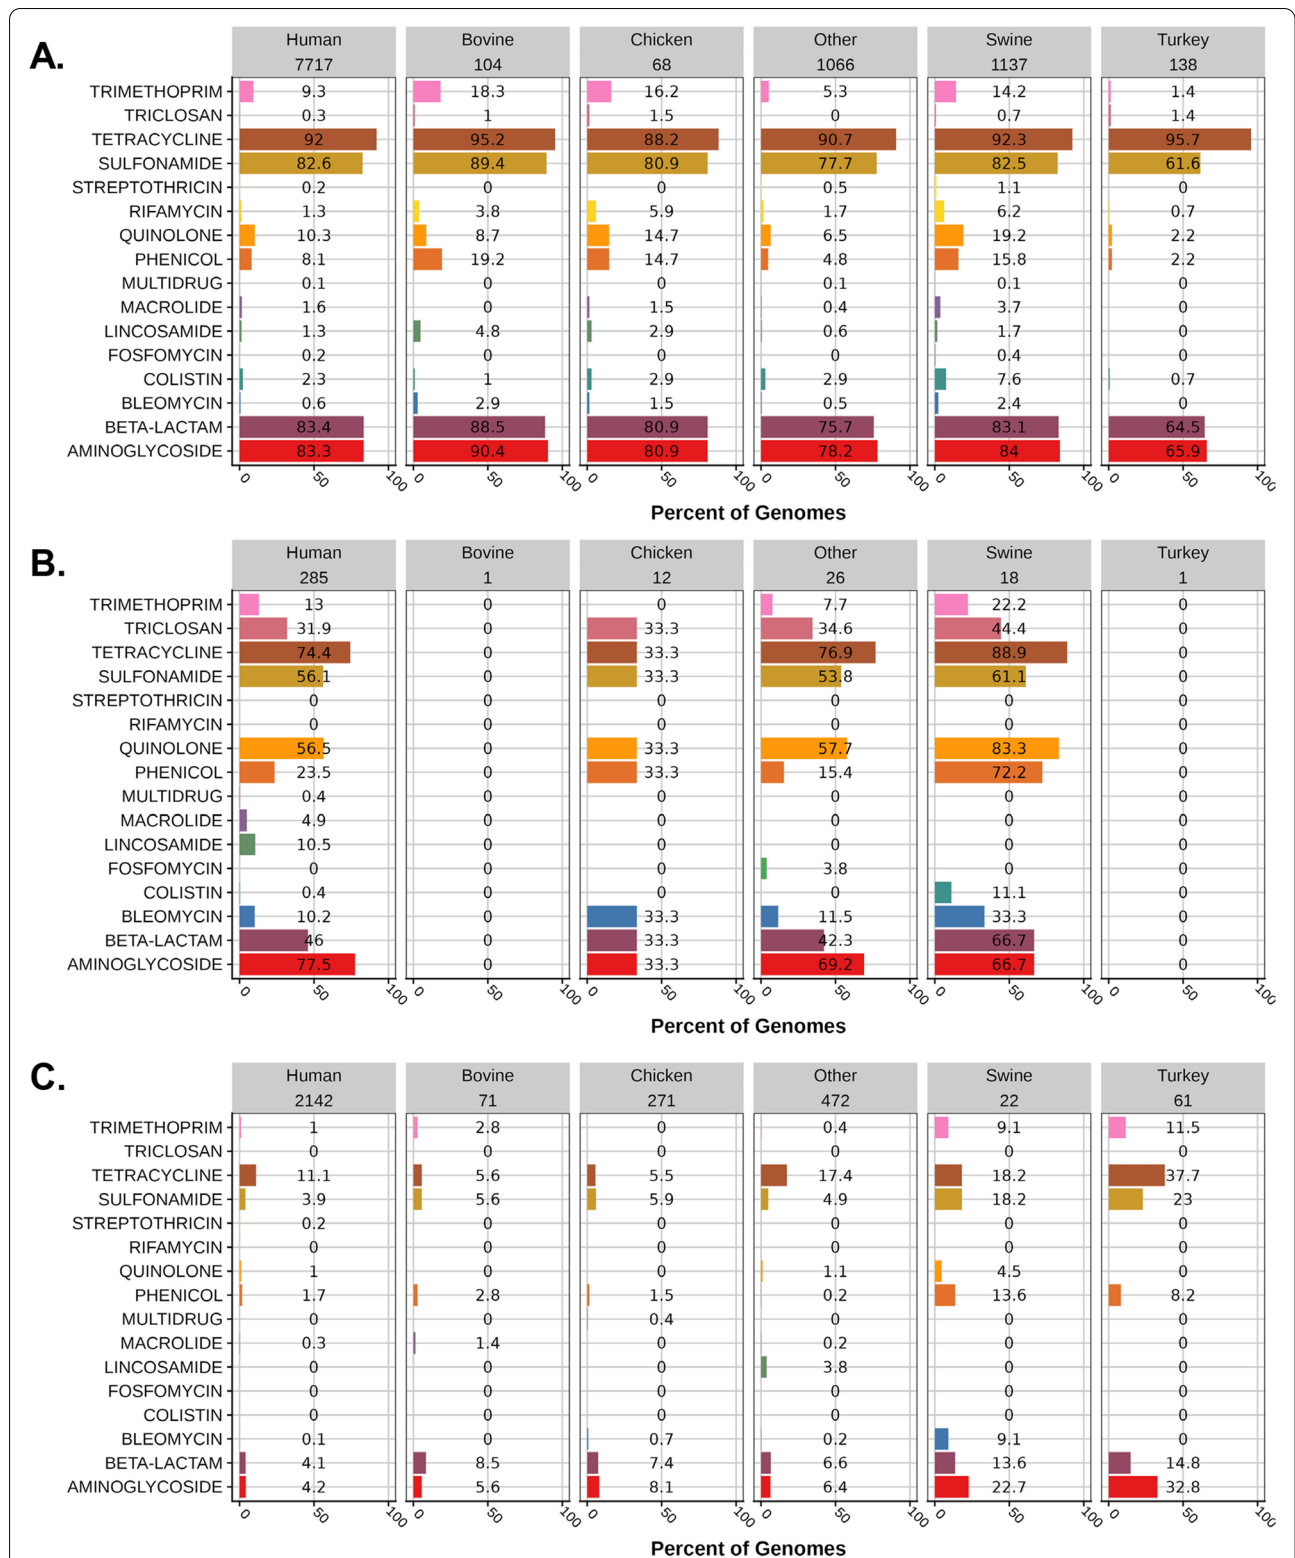 A.
Human Bovine Chicken Other Swine Turkey
7717 104 68 1066 1137 138
TRIMETHOPRIM 9.3 18.3 16.2 5.3 14.2 1.4
TRICLOSAN 0.3 1 1.5 0 0.7 1.4
TETRACYCLINE 92 95.2 88.2 90.7 92.3 95.7
SULFONAMIDE 82.6 89.4 80.9 77.7 82.5 61.6
STREPTOTHRICIN 0.2 0 0 0.5 1.1 0
RIFAMYCIN 1.3 3.8 5.9 1.7 6.2 0.7
QUINOLONE 10.3 8.7 14.7 6.5 19.2 2.2
PHENICOL 8.1 19.2 14.7 4.8 15.8 2.2
MULTIDRUG 0.1 0 0 0.1 0.1 0
MACROLIDE 1.6 0 1.5 0.4 3.7 0
LINCOSAMIDE 1.3 4.8 2.9 0.6 1.7 0
FOSFOMYCIN 0.2 0 0 0 0.4 0
COLISTIN 2.3 1 2.9 2.9 7.6 0.7
BLEOMYCIN 0.6 2.9 1.5 0.5 2.4 0
BETA-LACTAM 83.4 88.5 80.9 75.7 83.1 64.5
AMINOGLYCOSIDE 83.3 90.4 80.9 78.2 84 65.9
0 50 100 0 50 100 0 50 100 0 50 100 0 50 100 0 50 100
Percent of Genomes
B.
Human Bovine Chicken Other Swine Turkey
285 1 12 26 18 1
TRIMETHOPRIM 13 0 0 7.7 22.2 0
TRICLOSAN 31.9 0 33.3 34.6 44.4 0
TETRACYCLINE 74.4 0 33.3 76.9 88.9 0
SULFONAMIDE 56.1 0 33.3 53.8 61.1 0
STREPTOTHRICIN 0 0 0 0 0 0
RIFAMYCIN 0 0 0 0 0 0
QUINOLONE 56.5 0 33.3 57.7 83.3 0
PHENICOL 23.5 0 33.3 15.4 72.2 0
MULTIDRUG 0.4 0 0 0 0 0
MACROLIDE 4.9 0 0 0 0 0
LINCOSAMIDE 10.5 0 0 0 0 0
FOSFOMYCIN 0 0 0 3.8 0 0
COLISTIN 0.4 0 0 0 11.1 0
BLEOMYCIN 10.2 0 33.3 11.5 33.3 0
BETA-LACTAM 46 0 33.3 42.3 66.7 0
AMINOGLYCOSIDE 77.5 0 33.3 69.2 66.7 0
0 50 100 0 50 100 0 50 100 0 50 100 0 50 100 0 50 100
Percent of Genomes
C.
Human Bovine Chicken Other Swine Turkey
2142 71 271 472 22 61
TRIMETHOPRIM 1 2.8 0 0.4 9.1 11.5
TRICLOSAN 0 0 0 0 0 0
TETRACYCLINE 11.1 5.6 5.5 17.4 18.2 37.7
SULFONAMIDE 3.9 5.6 5.9 4.9 18.2 23
STREPTOTHRICIN 0.2 0 0 0 0 0
RIFAMYCIN 0 0 0 0 0 0
QUINOLONE 1 0 0 1.1 4.5 0
PHENICOL 1.7 2.8 1.5 0.2 13.6 8.2
MULTIDRUG 0 0 0.4 0 0 0
MACROLIDE 0.3 1.4 0 0.2 0 0
LINCOSAMIDE 0 0 0 3.8 0 0
FOSFOMYCIN 0 0 0 0 0 0
COLISTIN 0 0 0 0 0 0
BLEOMYCIN 0.1 0 0.7 0.2 9.1 0
BETA-LACTAM 4.1 8.5 7.4 6.6 13.6 14.8
AMINOGLYCOSIDE 4.2 5.6 8.1 6.4 22.7 32.8
0 50 100 0 50 100 0 50 100 0 50 100 0 50 100 0 50 100
Percent of Genomes